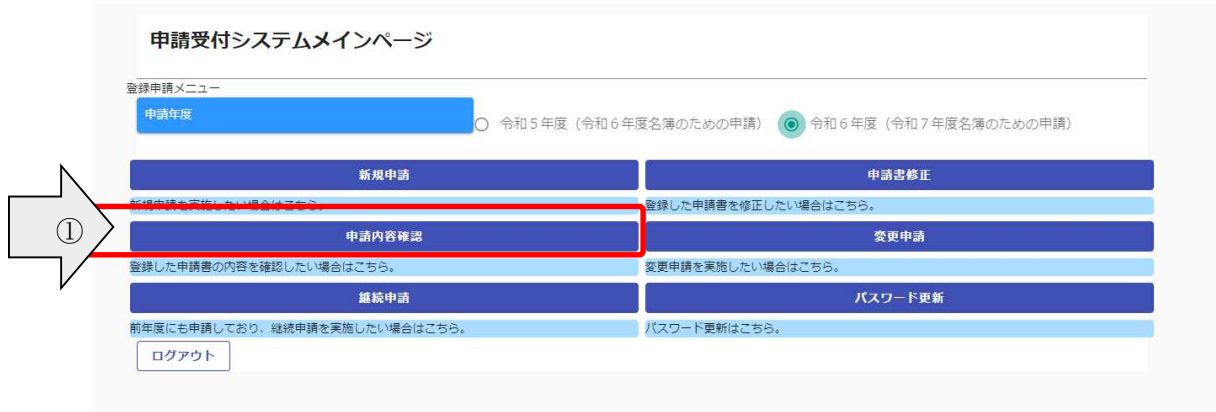 申請受付システムメインページ
登録申請メニュー
申請年度
令和5年度（令和6年度名簿のための申請） 令和6年度（令和7年度名簿のための申請）
新規申請 申請書修正
新規申請を実施したい場合はこちら。 登録した申請書を修正したい場合はこちら。
①
申請内容確認 変更申請
登録した申請書の内容を確認したい場合はこちら。 変更申請を実施したい場合はこちら。
継続申請 パスワード更新
前年度にも申請しており、継続申請を実施したい場合はこちら。 パスワード更新はこちら。
ログアウト